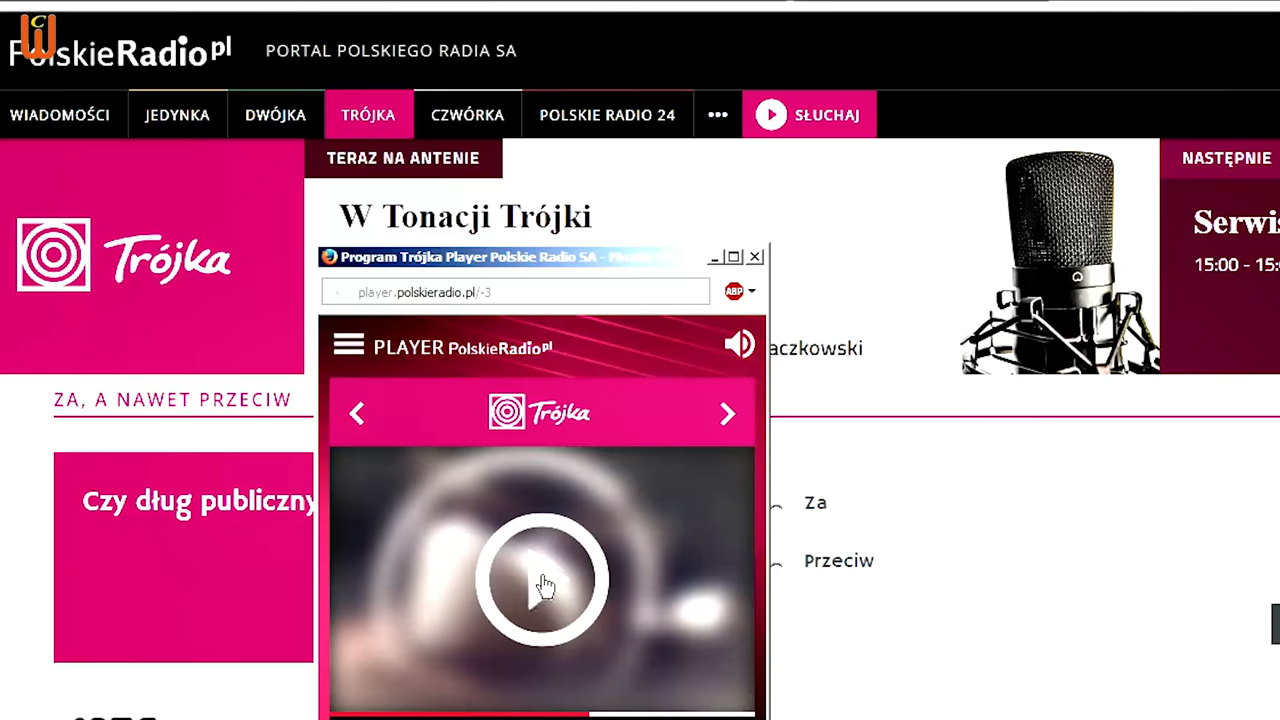 PolskieRadio.pl
PORTAL POLSKIEGO RADIA SA
WIADOMOŚCI JEDYNKA DWÓJKA TRÓJKA CZWÓRKA POLSKIE RADIO 24 ••• SŁUCHAJ
TERAZ NA ANTENIE
NASTĘPNIE
W Tonacji Trójki
Trójka
Serwis
15:00 - 15:
Program Trójka Player Polskie Radio SA -
player.polskieradio.pl/-3
ABP
PLAYER PolskieRadio.pl
aczkowski
ZA, A NAWET PRZECIW
Trójka
Czy dług publiczny
Za
Przeciw